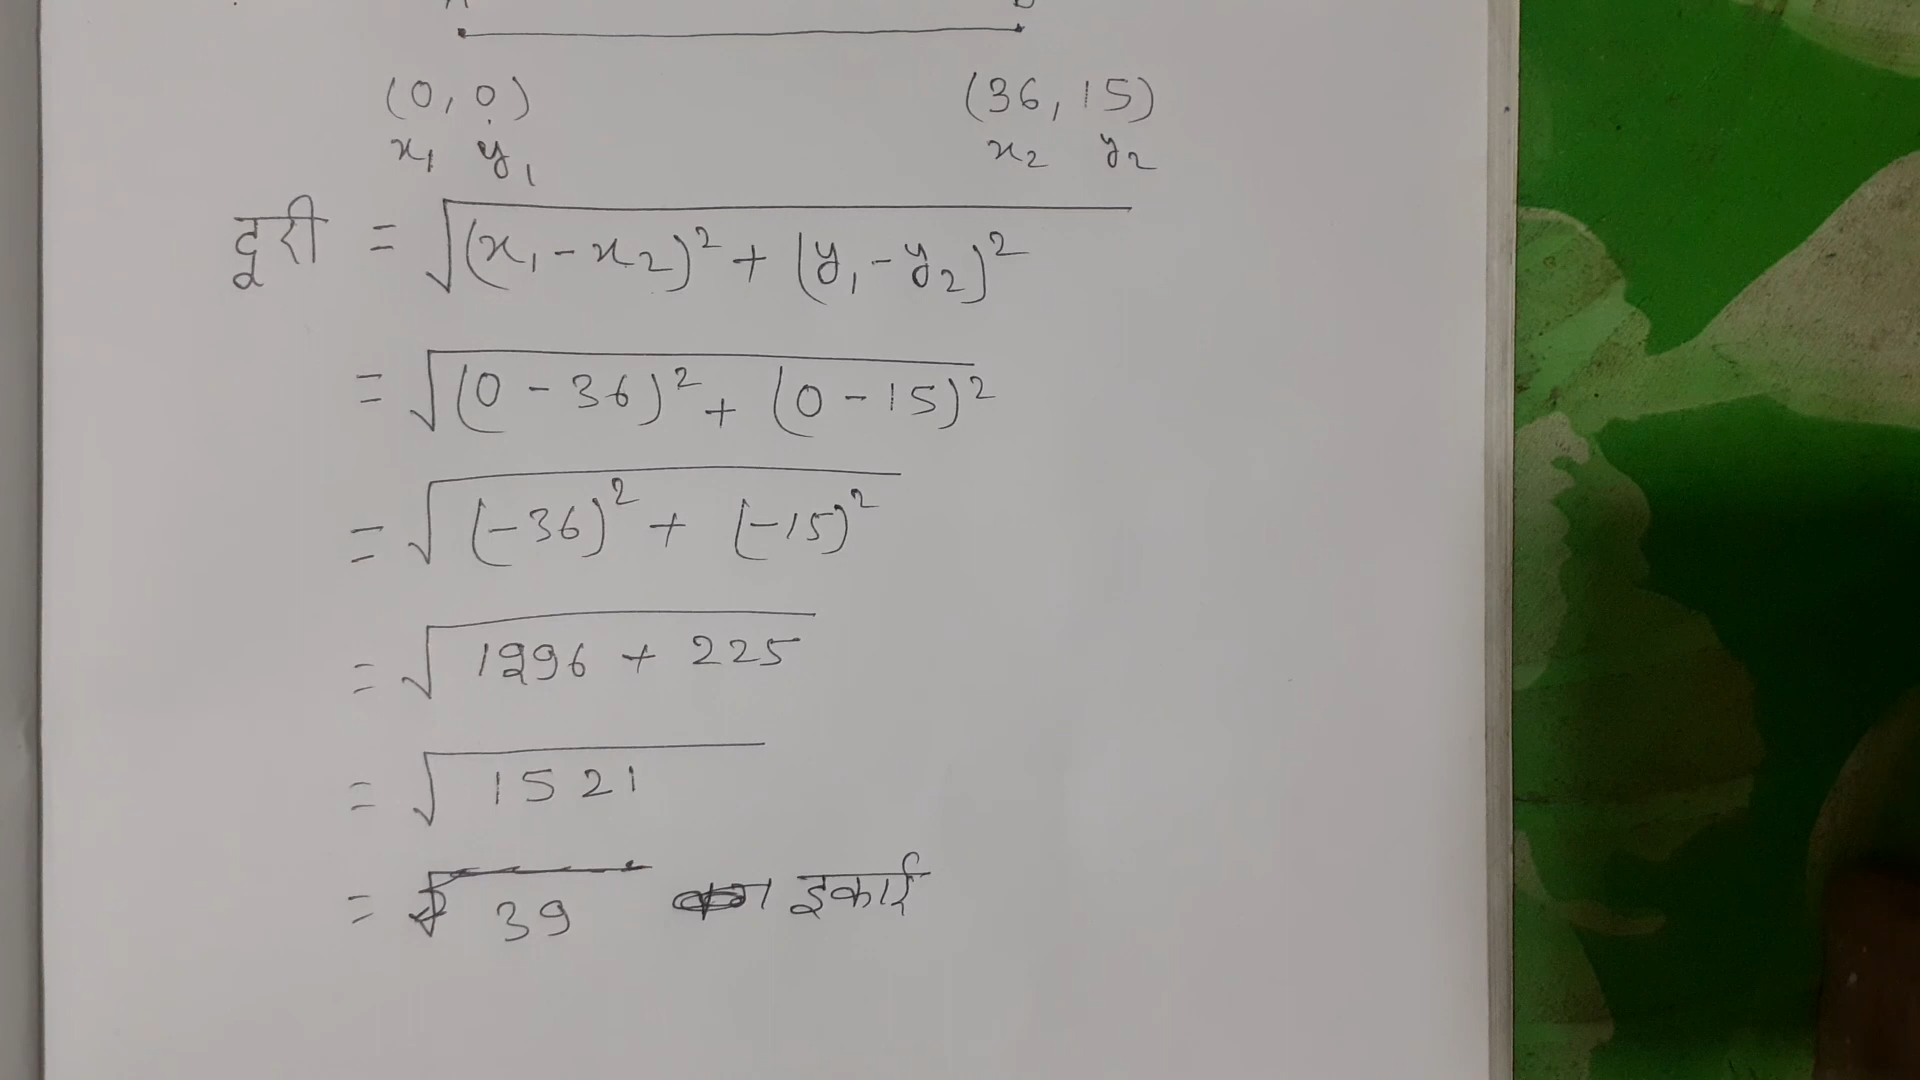 (0, 0) (36, 15)
x₁ y₁ x₂ y₂
दूरी = √(x₁-x₂)² + (y₁-y₂)²
= √(0 - 36)² + (0 - 15)²
= √(-36)² + (-15)²
= √1296 + 225
= √1521
= 39 इकाई